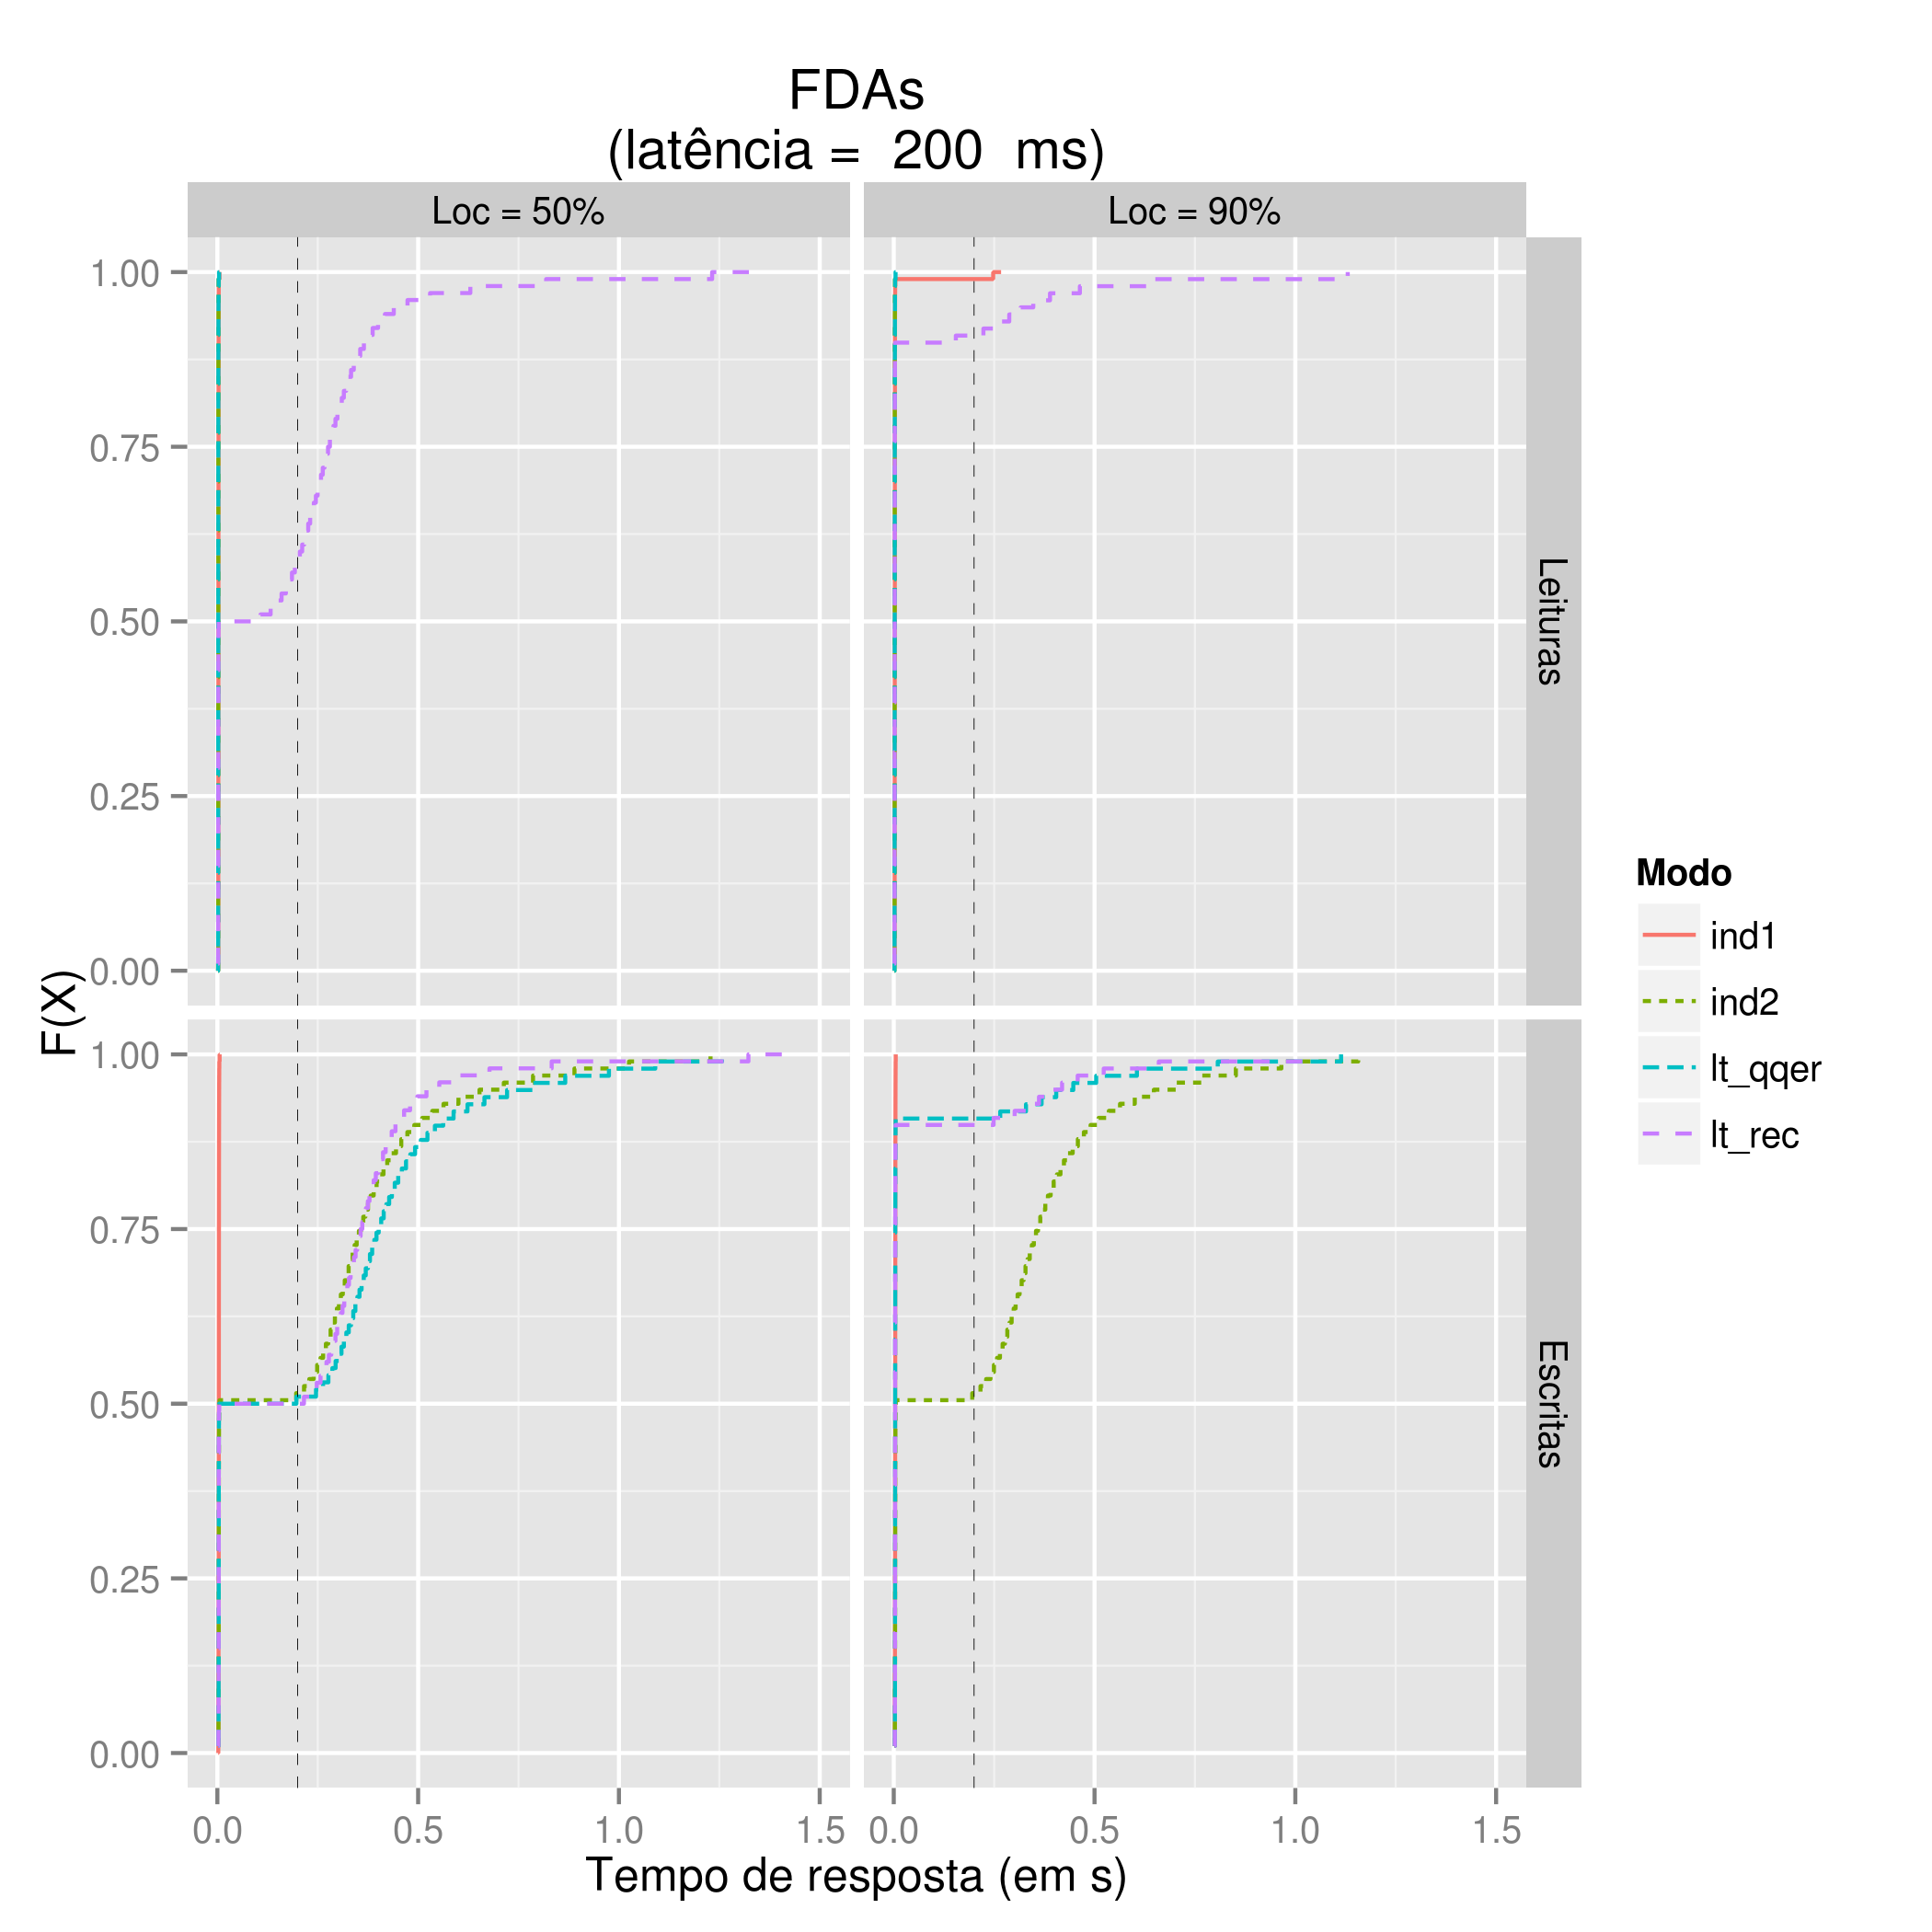 FDAs
(latência = 200 ms)
Loc = 50%
Loc = 90%
1.00
0.75
0.50
0.25
0.00
Leituras
F(X)
1.00
0.75
0.50
0.25
0.00
Escritas
0.0
0.5
1.0
1.5
0.0
0.5
1.0
1.5
Tempo de resposta (em s)
Modo
ind1
ind2
lt_qqer
lt_rec